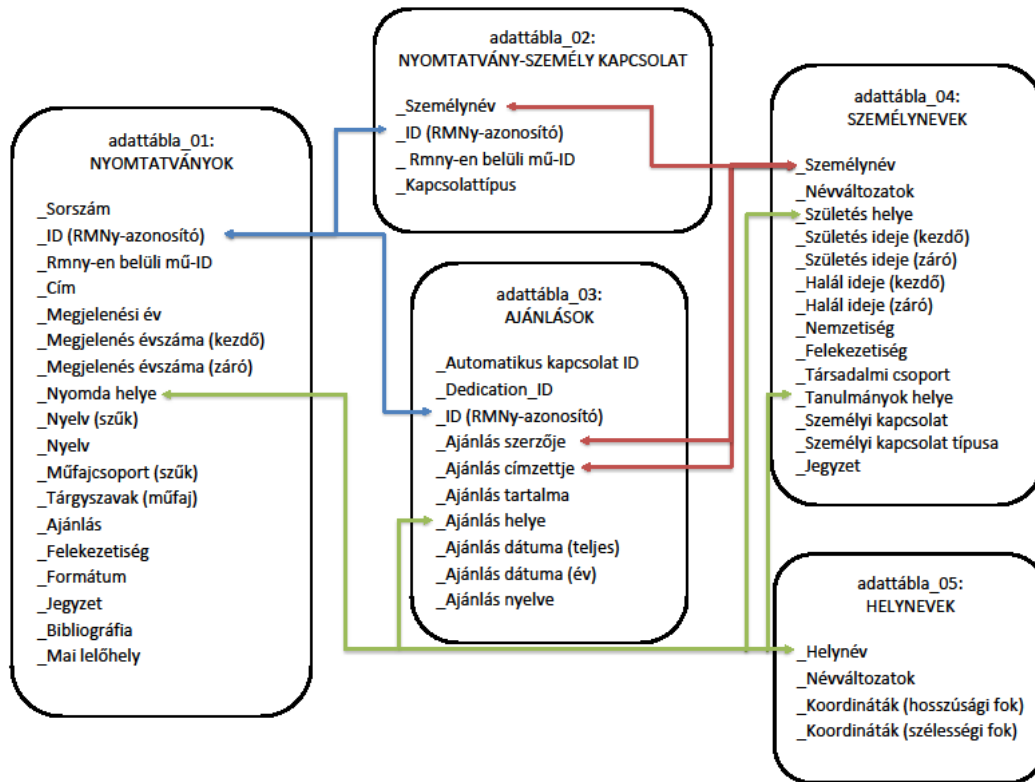 adattábla_01:
NYOMTATVÁNYOK
_Sorszám
_ID (RMNy-azonosító)
_Rmny-en belüli mű-ID
_Cím
_Megjelenési év
_Megjelenés évszáma (kezdő)
_Megjelenés évszáma (záró)
_Nyomda helye
_Nyelv (szűk)
_Nyelv
_Műfajcsoport (szűk)
_Tárgyszavak (műfaj)
_Ajánlás
_Felekezetiség
_Formátum
_Jegyzet
_Bibliográfia
_Mai lelőhely
adattábla_02:
NYOMTATVÁNY-SZEMÉLY KAPCSOLAT
_Személynév
_ID (RMNy-azonosító)
_Rmny-en belüli mű-ID
_Kapcsolattípus
adattábla_03:
AJÁNLÁSOK
_Automatikus kapcsolat ID
_Dedication_ID
_ID (RMNy-azonosító)
_Ajánlás szerzője
_Ajánlás címzettje
_Ajánlás tartalma
_Ajánlás helye
_Ajánlás dátuma (teljes)
_Ajánlás dátuma (év)
_Ajánlás nyelve
adattábla_04:
SZEMÉLYNEVEK
_Személynév
_Névváltozatok
_Születés helye
_Születés ideje (kezdő)
_Születés ideje (záró)
_Halál ideje (kezdő)
_Halál ideje (záró)
_Nemzetiség
_Felekezetiség
_Társadalmi csoport
_Tanulmányok helye
_Személyi kapcsolat
_Személyi kapcsolat típusa
_Jegyzet
adattábla_05:
HELYNEVEK
_Helynév
_Névváltozatok
_Koordináták (hosszúsági fok)
_Koordináták (szélességi fok)